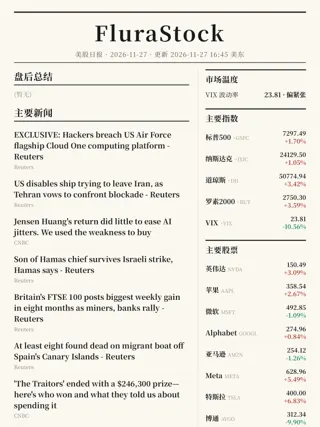 FluraStock
美股日报 · 2026-11-27 · 更新 2026-11-27 16:45 美东
盘后总结
(暂无)
主要新闻
EXCLUSIVE: Hackers breach US Air Force
flagship Cloud One computing platform -
Reuters
Reuters
US disables ship trying to leave Iran, as
Tehran vows to confront blockade - Reuters
Reuters
Jensen Huang's return did little to ease AI
jitters. We used the weakness to buy
CNBC
Son of Hamas chief survives Israeli strike,
Hamas says - Reuters
Reuters
Britain's FTSE 100 posts biggest weekly gain
in eight months as miners, banks rally -
Reuters
Reuters
At least eight found dead on migrant boat off
Spain's Canary Islands - Reuters
Reuters
'The Traitors' ended with a $246,300 prize—
here's who won and what they told us about
spending it
CNBC
市场温度
VIX 波动率 23.81 · 偏紧张
主要指数
标普500 ^GSPC 7297.49
+1.70%
纳斯达克 ^IXIC 24129.50
+1.05%
道琼斯 ^DJI 50774.94
+3.42%
罗素2000 ^RUT 2750.30
+3.59%
VIX ^VIX 23.81
-10.56%
主要股票
英伟达 NVDA 150.49
+3.09%
苹果 AAPL 358.54
+2.67%
微软 MSFT 492.85
-1.09%
Alphabet GOOGL 274.96
+0.84%
亚马逊 AMZN 254.12
-1.26%
Meta META 628.96
+5.49%
特斯拉 TSLA 400.00
+6.83%
博通 AVGO 312.34
-9.90%